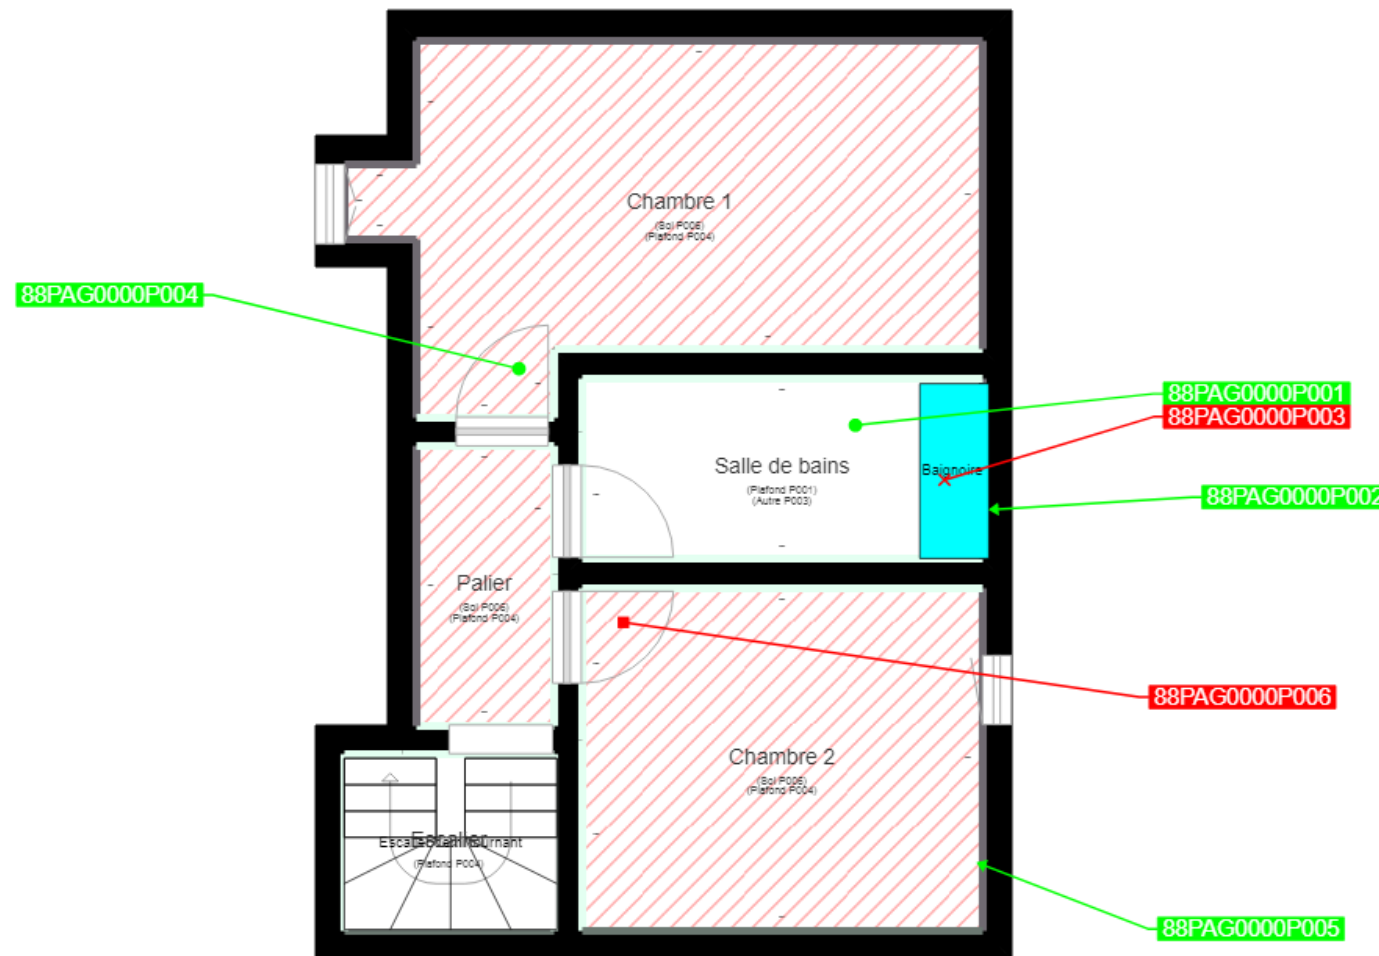 Chambre 1
(Sol P006)
(Plafond P004)
88PAG0000P004
88PAG0000P001
88PAG0000P003
Salle de bains
(Plafond P001)
(Autre P003)
Baignoire
88PAG0000P002
Palier
(Sol P006)
(Plafond P004)
88PAG0000P006
Chambre 2
(Sol P006)
(Plafond P004)
Escalier
(Plafond P004)
88PAG0000P005